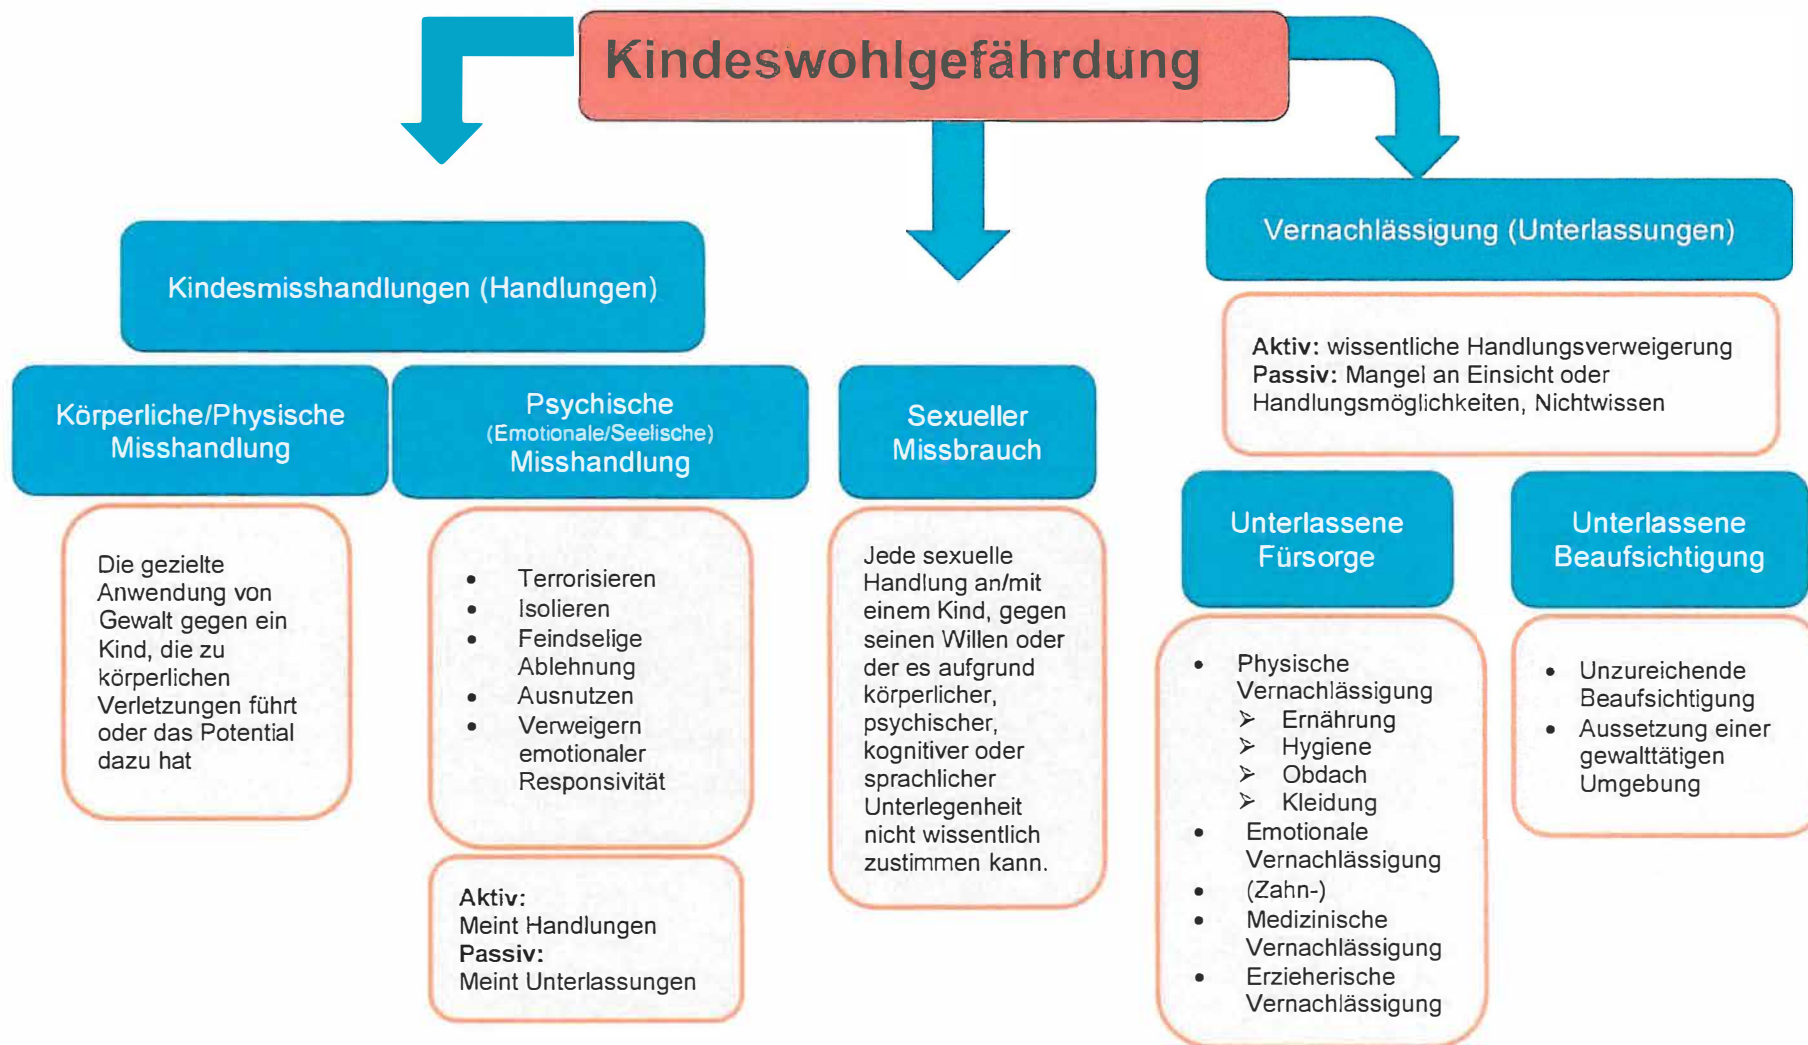 Kindeswohlgefährdung
Kindesmisshandlungen (Handlungen)
Körperliche/Physische
Misshandlung
Die gezielte
Anwendung von
Gewalt gegen ein
Kind, die zu
körperlichen
Verletzungen führt
oder das Potential
dazu hat
Psychische
(Emotionale/Seelische)
Misshandlung
• Terrorisieren
• Isolieren
• Feindselige
Ablehnung
• Ausnutzen
• Verweigern
emotionaler
Responsivität
Aktiv:
Meint Handlungen
Passiv:
Meint Unterlassungen
Sexueller
Missbrauch
Jede sexuelle
Handlung an/mit
einem Kind, gegen
seinen Willen oder
der es aufgrund
körperlicher,
psychischer,
kognitiver oder
sprachlicher
Unterlegenheit
nicht wissentlich
zustimmen kann.
Vernachlässigung (Unterlassungen)
Aktiv: wissentliche Handlungsverweigerung
Passiv: Mangel an Einsicht oder
Handlungsmöglichkeiten, Nichtwissen
Unterlassene
Fürsorge
• Physische
Vernachlässigung
➢ Ernährung
➢ Hygiene
➢ Obdach
➢ Kleidung
• Emotionale
Vernachlässigung
• (Zahn-)
• Medizinische
Vernachlässigung
• Erzieherische
Vernachlässigung
Unterlassene
Beaufsichtigung
• Unzureichende
Beaufsichtigung
• Aussetzung einer
gewalttätigen
Umgebung